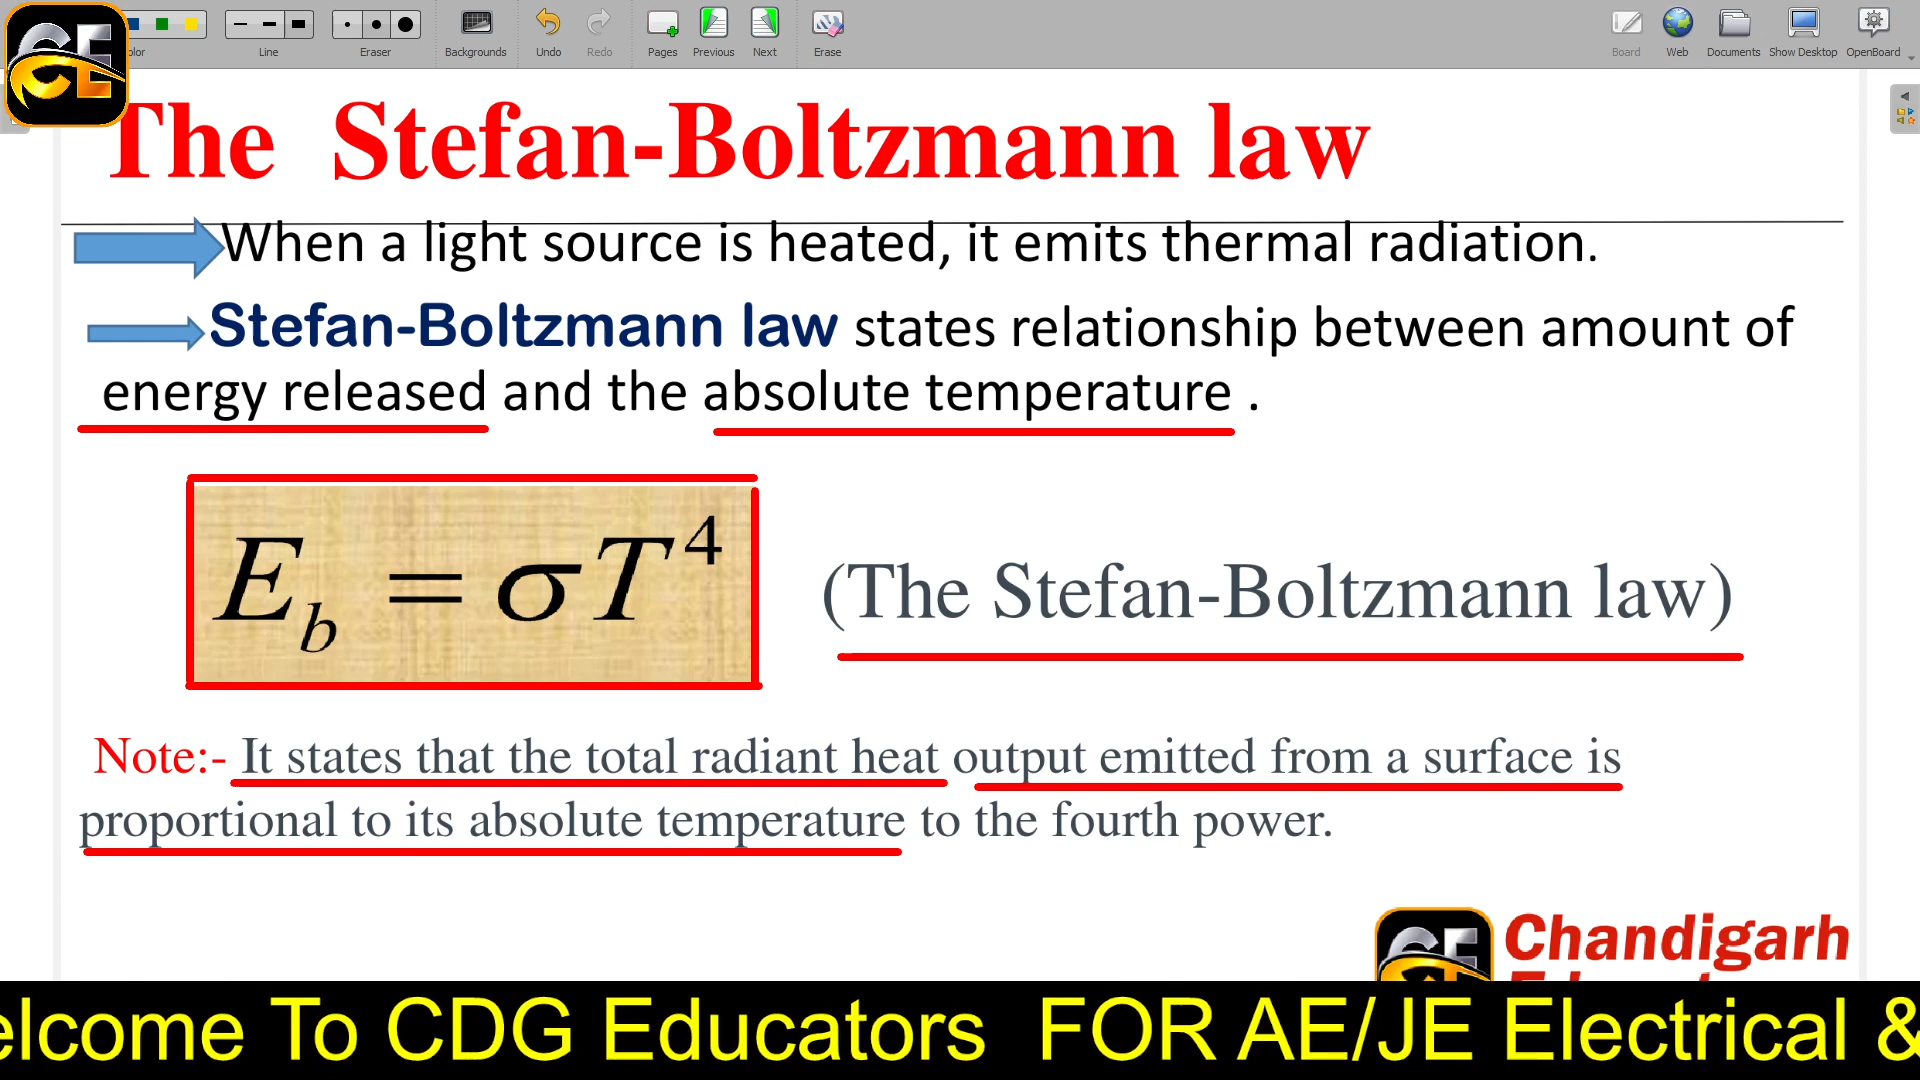 olor
Line
Eraser
Backgrounds
Undo
Redo
Pages
Previous
Next
Erase
Board
Web
Documents
Show Desktop
OpenBoard
CE
The Stefan-Boltzmann law
When a light source is heated, it emits thermal radiation.
Stefan-Boltzmann law states relationship between amount of
energy released and the absolute temperature .
E_b = σT^4
(The Stefan-Boltzmann law)
Note:- It states that the total radiant heat output emitted from a surface is
proportional to its absolute temperature to the fourth power.
CE
Chandigarh
elcome To CDG Educators FOR AE/JE Electrical &